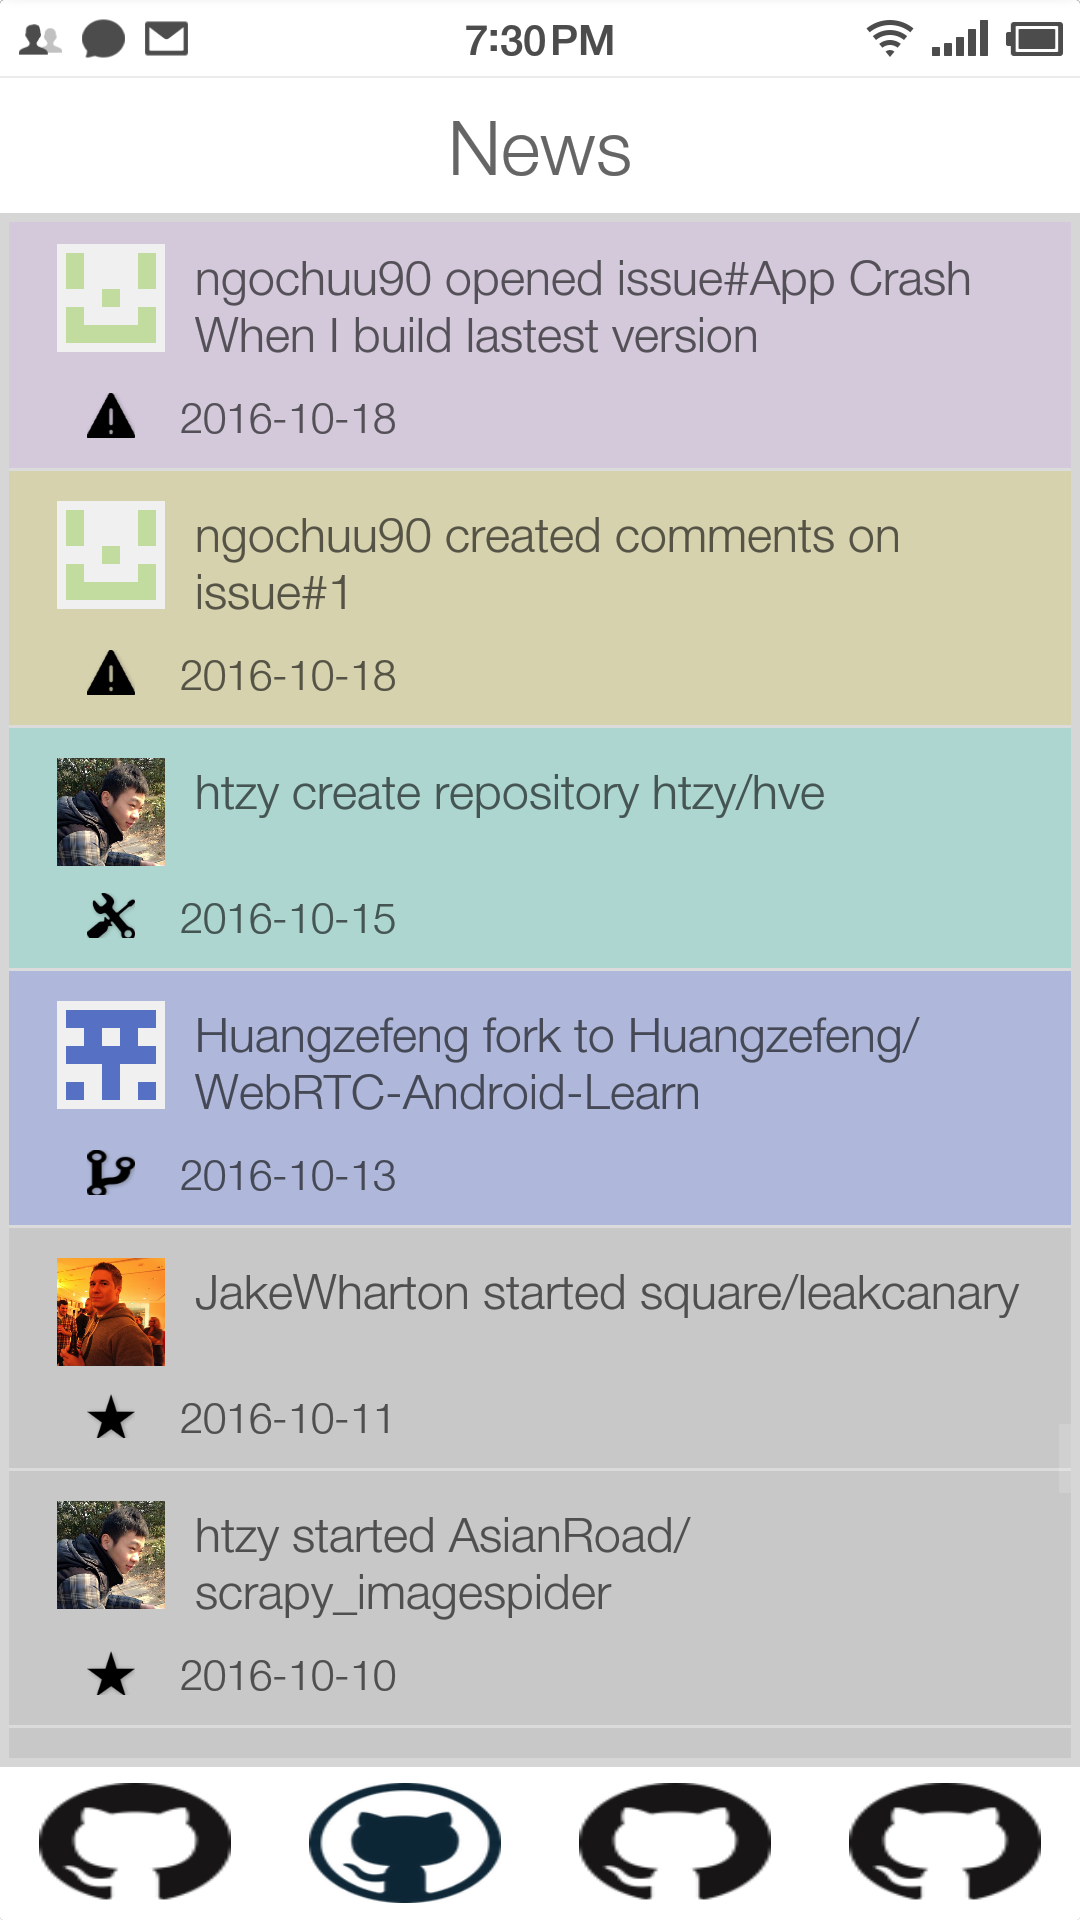 7:30 PM
News
ngochuu90 opened issue#App Crash
When I build lastest version
2016-10-18
ngochuu90 created comments on
issue#1
2016-10-18
htzy create repository htzy/hve
2016-10-15
Huangzefeng fork to Huangzefeng/
WebRTC-Android-Learn
2016-10-13
JakeWharton started square/leakcanary
2016-10-11
htzy started AsianRoad/
scrapy_imagespider
2016-10-10